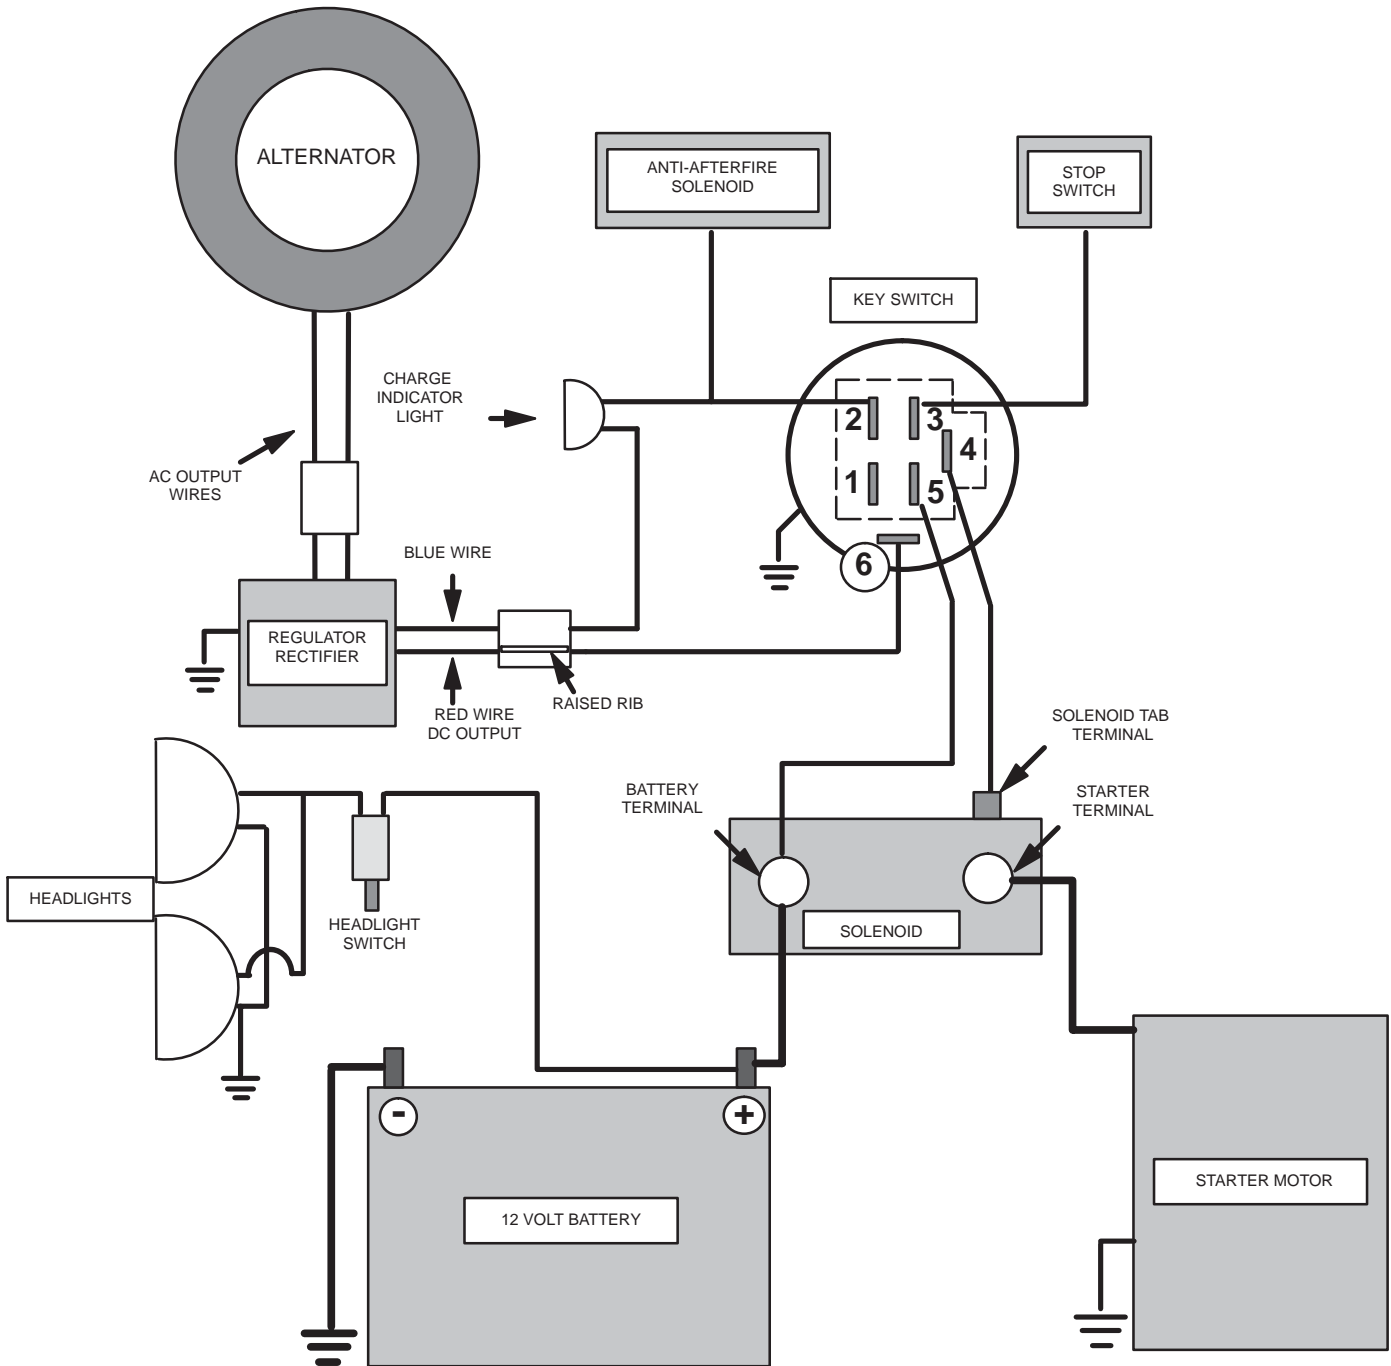 ALTERNATOR
ANTI-AFTERFIRE
SOLENOID
STOP
SWITCH
KEY SWITCH
CHARGE
INDICATOR
LIGHT
2
3
4
1
5
6
AC OUTPUT
WIRES
BLUE WIRE
REGULATOR
RECTIFIER
RAISED RIB
RED WIRE
DC OUTPUT
SOLENOID TAB
TERMINAL
BATTERY
TERMINAL
STARTER
TERMINAL
HEADLIGHTS
HEADLIGHT
SWITCH
SOLENOID
-
+
12 VOLT BATTERY
STARTER MOTOR